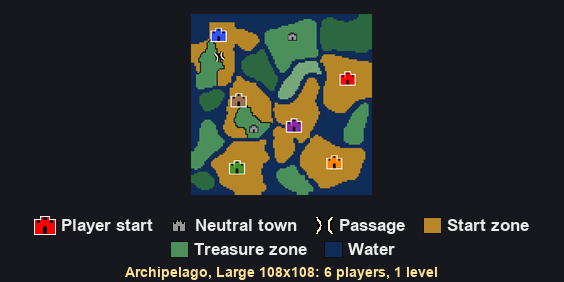 Player start Neutral town Passage Start zone
Treasure zone Water
Archipelago, Large 108x108: 6 players, 1 level